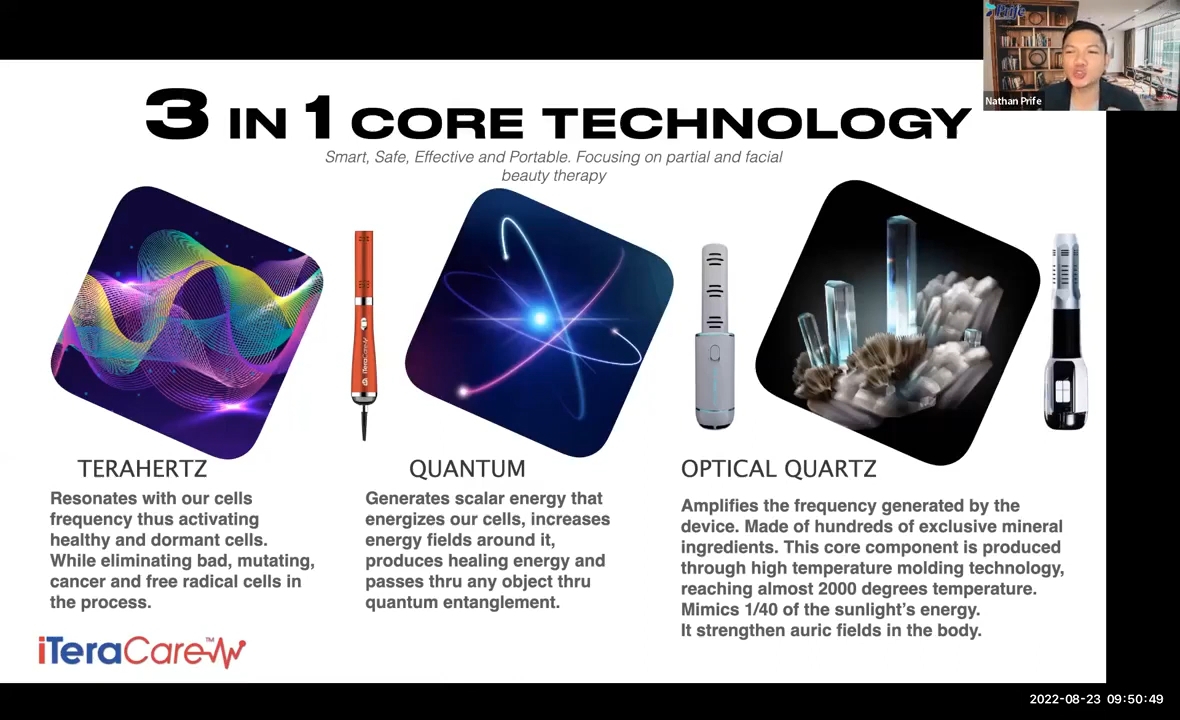 Prife
Nathan Prife
3 IN 1 CORE TECHNOLOGY
Smart, Safe, Effective and Portable. Focusing on partial and facial
beauty therapy
iTeraCare
TERAHERTZ
Resonates with our cells
frequency thus activating
healthy and dormant cells.
While eliminating bad, mutating,
cancer and free radical cells in
the process.
QUANTUM
Generates scalar energy that
energizes our cells, increases
energy fields around it,
produces healing energy and
passes thru any object thru
quantum entanglement.
OPTICAL QUARTZ
Amplifies the frequency generated by the
device. Made of hundreds of exclusive mineral
ingredients. This core component is produced
through high temperature molding technology,
reaching almost 2000 degrees temperature.
Mimics 1/40 of the sunlight's energy.
It strengthen auric fields in the body.
iTeraCare™
2022-08-23 09:50:49